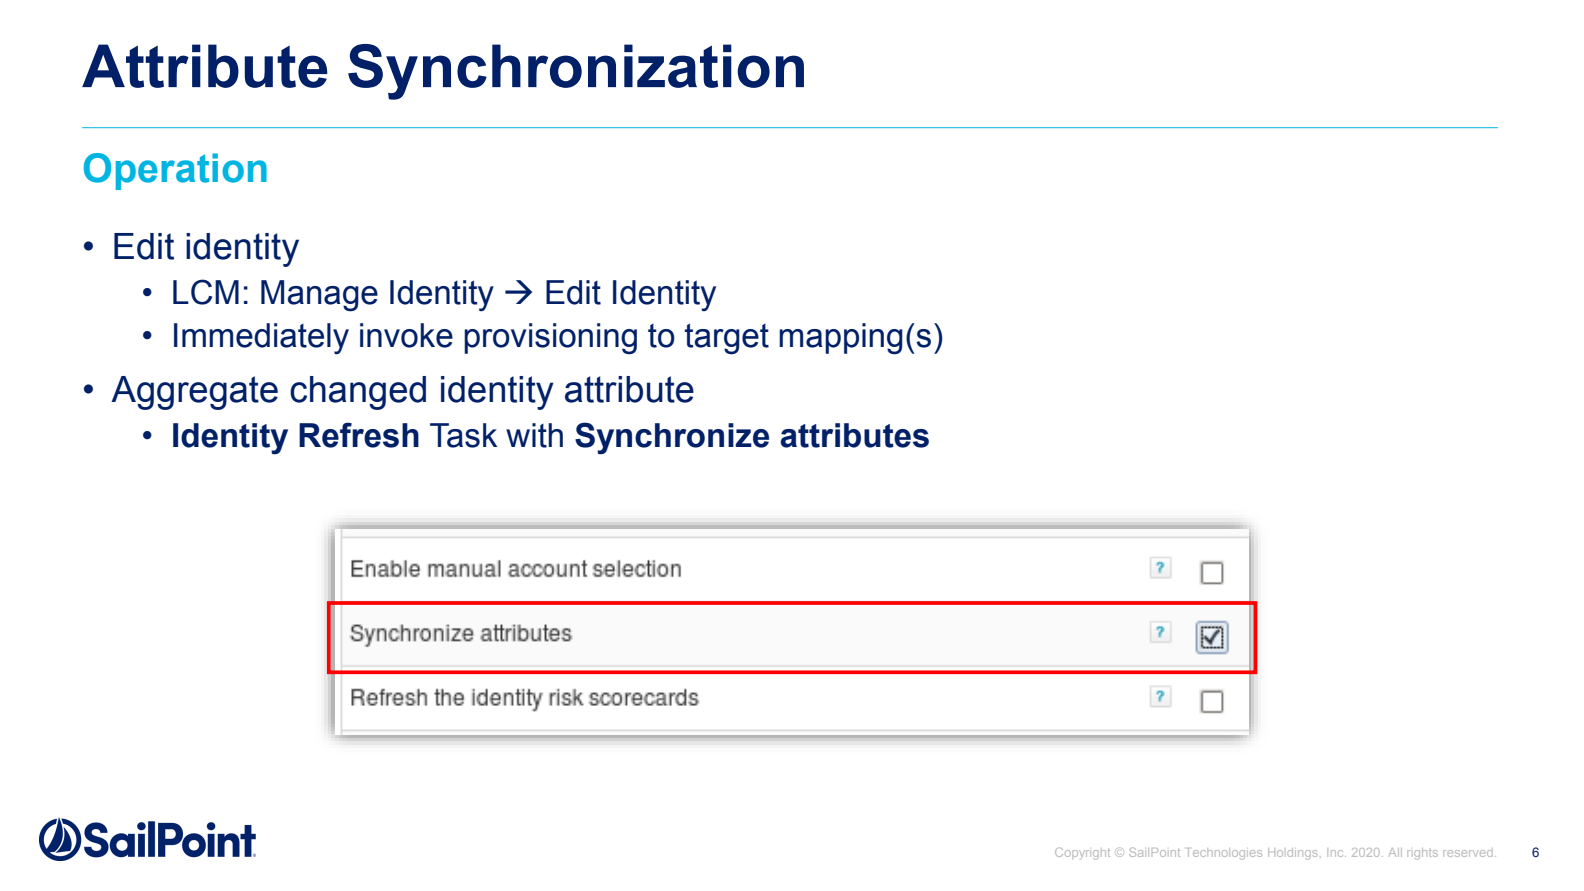 Attribute Synchronization
Operation
• Edit identity
• LCM: Manage Identity → Edit Identity
• Immediately invoke provisioning to target mapping(s)
• Aggregate changed identity attribute
• Identity Refresh Task with Synchronize attributes
Enable manual account selection ?
Synchronize attributes ?
Refresh the identity risk scorecards ?
SailPoint
Copyright © SailPoint Technologies Holdings, Inc. 2020. All rights reserved. 6